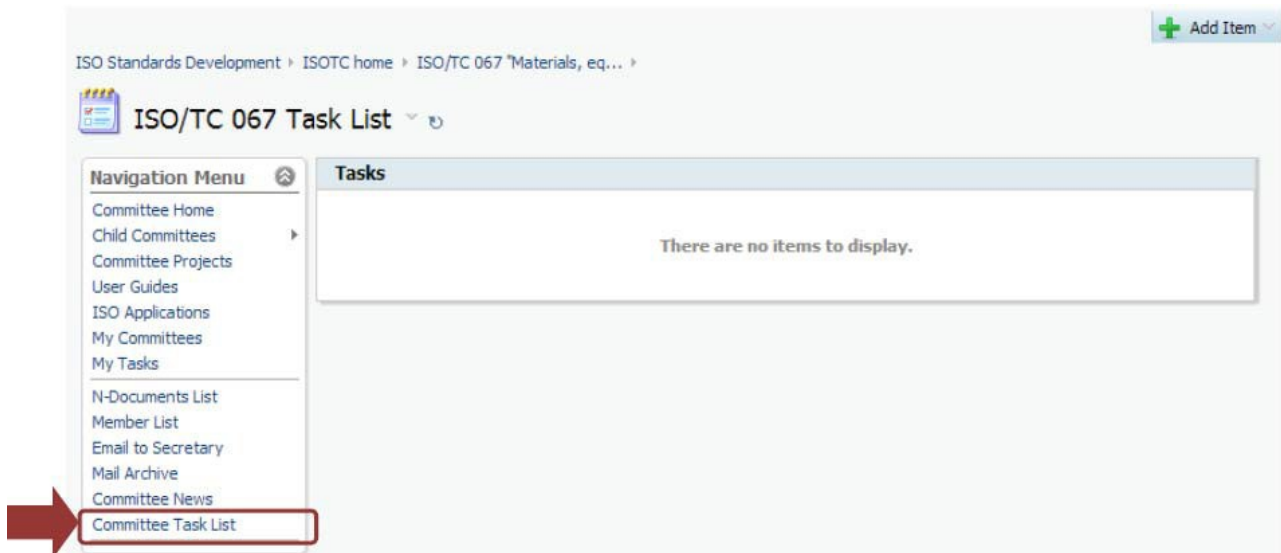 Add Item
ISO Standards Development ISOTC home ISO/TC 067 "Materials, eq...
ISO/TC 067 Task List
Navigation Menu
Committee Home
Child Committees
Committee Projects
User Guides
ISO Applications
My Committees
My Tasks
N-Documents List
Member List
Email to Secretary
Mail Archive
Committee News
Committee Task List
Tasks
There are no items to display.